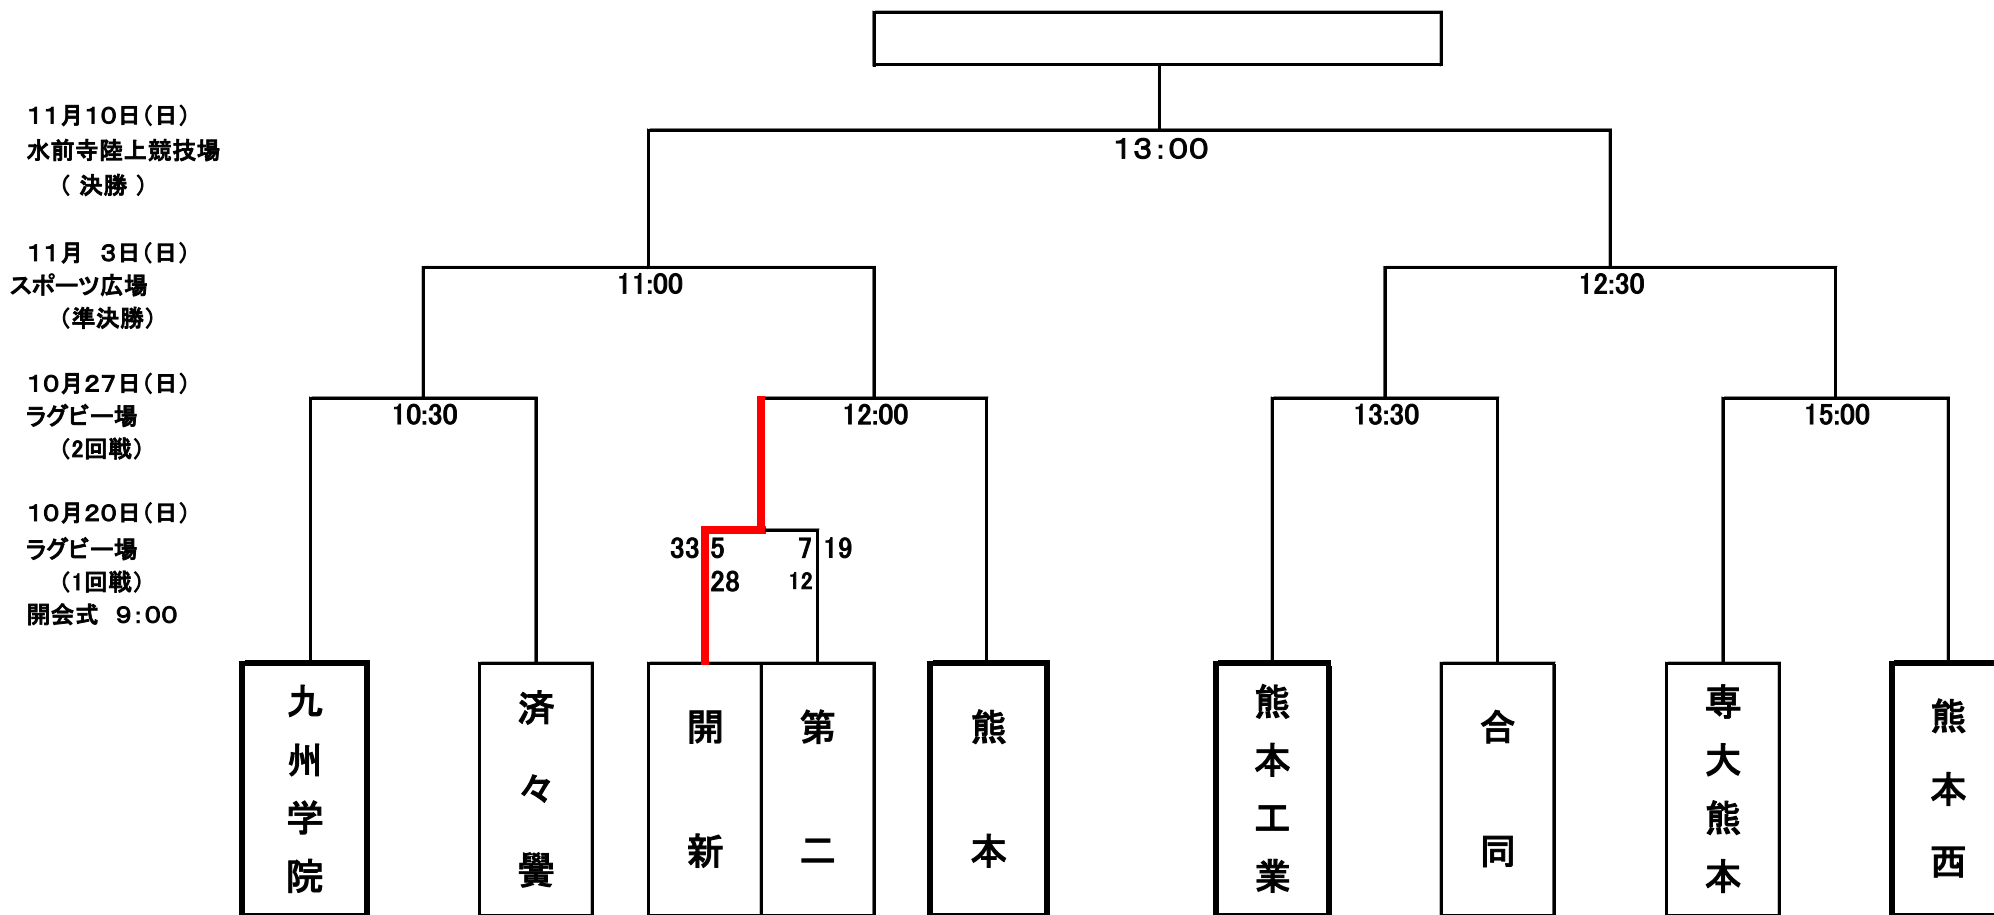 11月10日(日)
水前寺陸上競技場
( 決勝 )
13:00
11月 3日(日)
スポーツ広場
(準決勝)
11:00
12:30
10月27日(日)
ラグビー場
(2回戦)
10:30
12:00
13:30
15:00
10月20日(日)
ラグビー場
(1回戦)
開会式 9:00
33 5 7 19
28 12
九州学院
済々黌
開新
第二
熊本
熊本工業
合同
専大熊本
熊本西